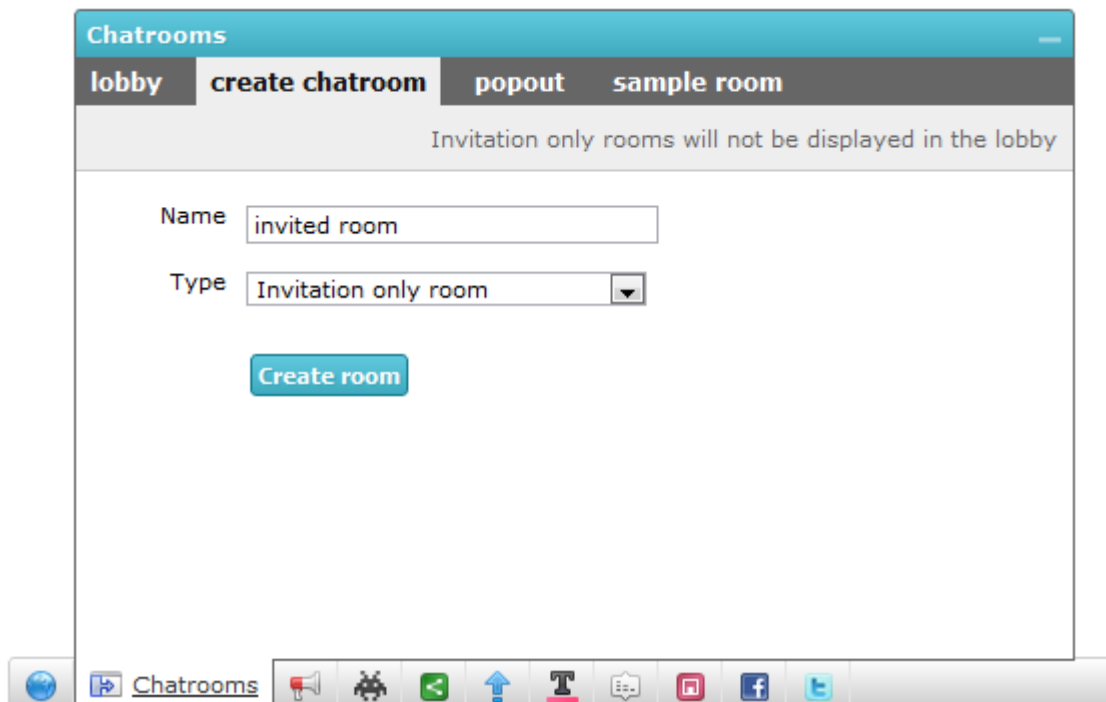 Chatrooms
lobby create chatroom popout sample room
Invitation only rooms will not be displayed in the lobby
Name invited room
Type Invitation only room
Create room
Chatrooms